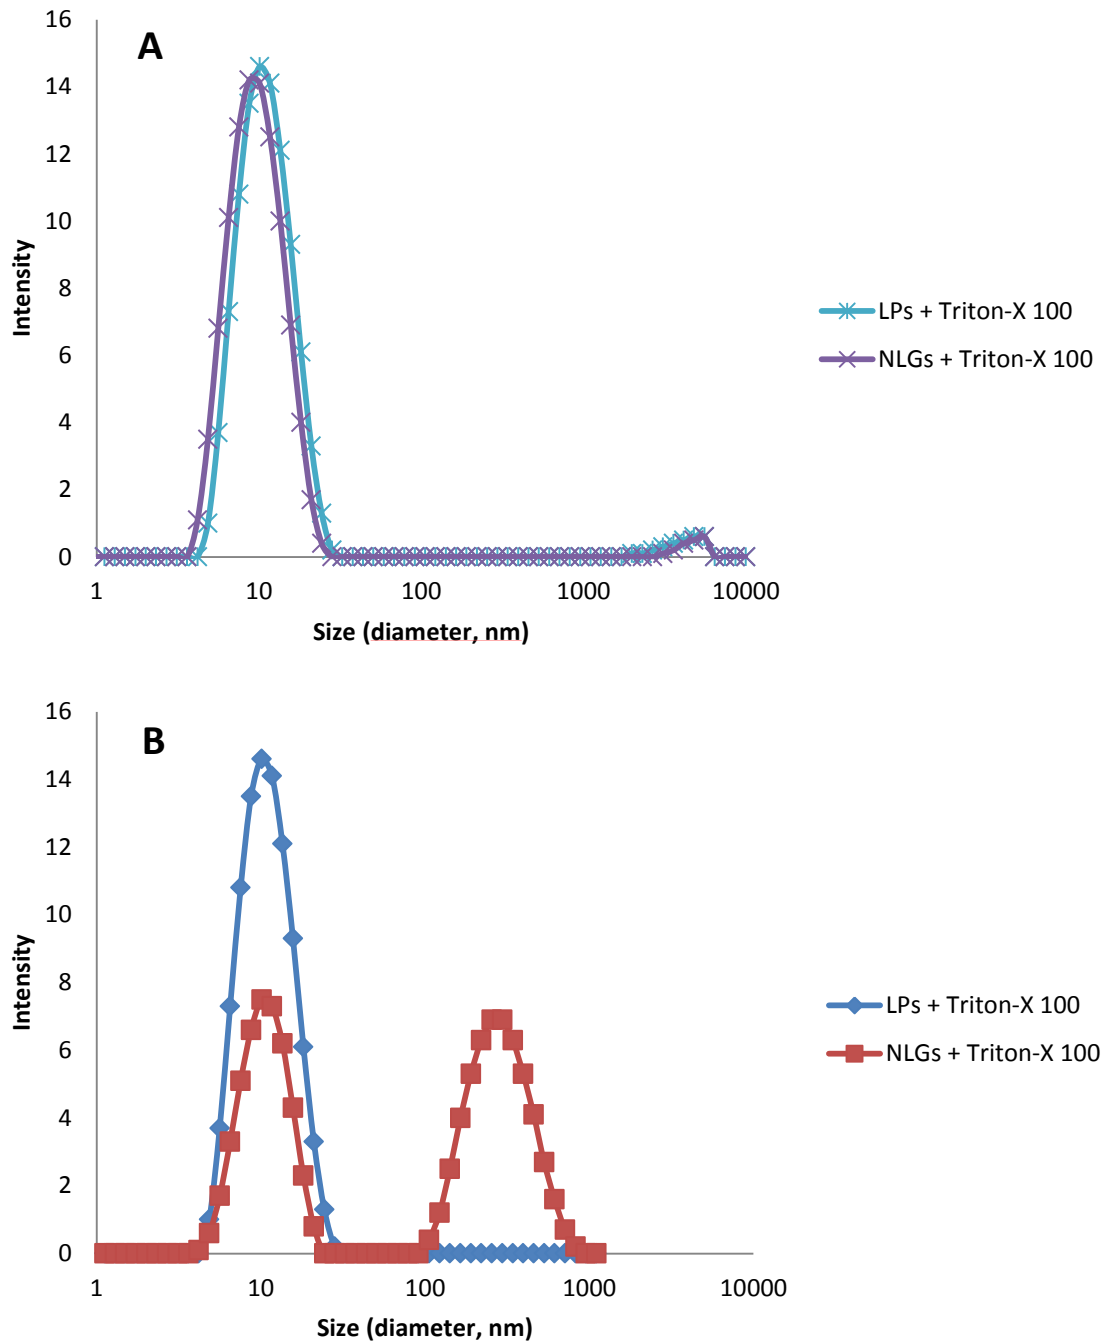 A
16
14
12
10
8
6
4
2
0
Intensity
1 10 100 1000 10000
Size (diameter, nm)
LPs + Triton-X 100
NLGs + Triton-X 100
B
16
14
12
10
8
6
4
2
0
Intensity
1 10 100 1000 10000
Size (diameter, nm)
LPs + Triton-X 100
NLGs + Triton-X 100